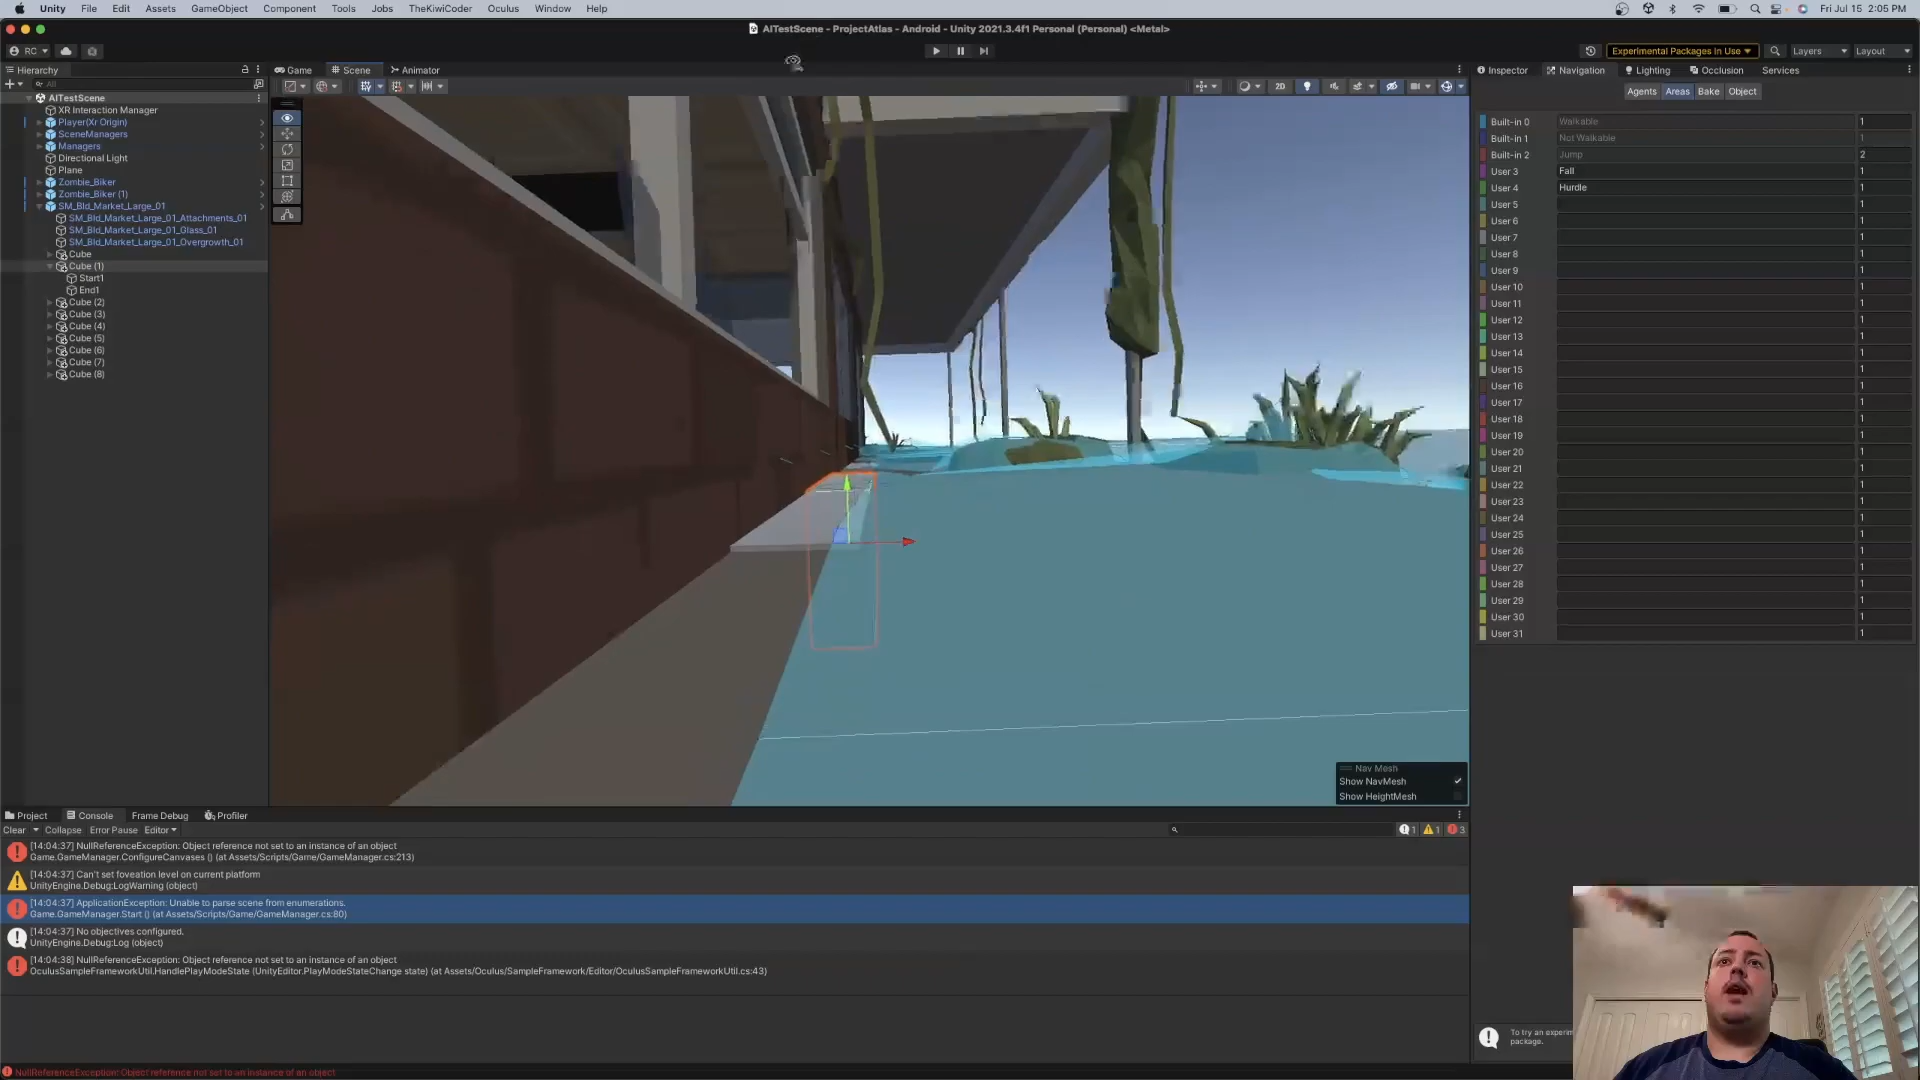 Unity File Edit Assets GameObject Component Tools Jobs TheKiwiCoder Oculus Window Help Fri Jul 15 2:05 PM
AITestScene - ProjectAtlas - Android - Unity 2021.3.4f1 Personal (Personal) <Metal>
RC Experimental Packages In Use Layers Layout
Hierarchy Game Scene Animator Inspector Navigation Lighting Occlusion Services
All 2D Agents Areas Bake Object
AITestScene
XR Interaction Manager
Player(Xr Origin)
SceneManagers
Managers
Directional Light
Plane
Zombie_Biker
Zombie_Biker (1)
SM_Bld_Market_Large_01
SM_Bld_Market_Large_01_Attachments_01
SM_Bld_Market_Large_01_Glass_01
SM_Bld_Market_Large_01_Overgrowth_01
Cube
Cube (1)
Start1
End1
Cube (2)
Cube (3)
Cube (4)
Cube (5)
Cube (6)
Cube (7)
Cube (8)
Built-in 0 Walkable 1
Built-in 1 Not Walkable 1
Built-in 2 Jump 2
User 3 Fall 1
User 4 Hurdle 1
User 5 1
User 6 1
User 7 1
User 8 1
User 9 1
User 10 1
User 11 1
User 12 1
User 13 1
User 14 1
User 15 1
User 16 1
User 17 1
User 18 1
User 19 1
User 20 1
User 21 1
User 22 1
User 23 1
User 24 1
User 25 1
User 26 1
User 27 1
User 28 1
User 29 1
User 30 1
User 31 1
Nav Mesh
Show NavMesh
Show HeightMesh
Project Console Frame Debug Profiler
Clear Collapse Error Pause Editor 1 1 3
[14:04:37] NullReferenceException: Object reference not set to an instance of an object
Game.GameManager.ConfigureCanvases () (at Assets/Scripts/Game/GameManager.cs:213)
[14:04:37] Can't set foveation level on current platform
UnityEngine.Debug:LogWarning (object)
[14:04:37] ApplicationException: Unable to parse scene from enumerations.
Game.GameManager.Start () (at Assets/Scripts/Game/GameManager.cs:80)
[14:04:37] No objectives configured.
UnityEngine.Debug:Log (object)
[14:04:38] NullReferenceException: Object reference not set to an instance of an object
OculusSampleFrameworkUtil.HandlePlayModeState (UnityEditor.PlayModeStateChange state) (at Assets/Oculus/SampleFramework/Editor/OculusSampleFrameworkUtil.cs:43)
To try an experim
package.
NullReferenceException: Object reference not set to an instance of an object